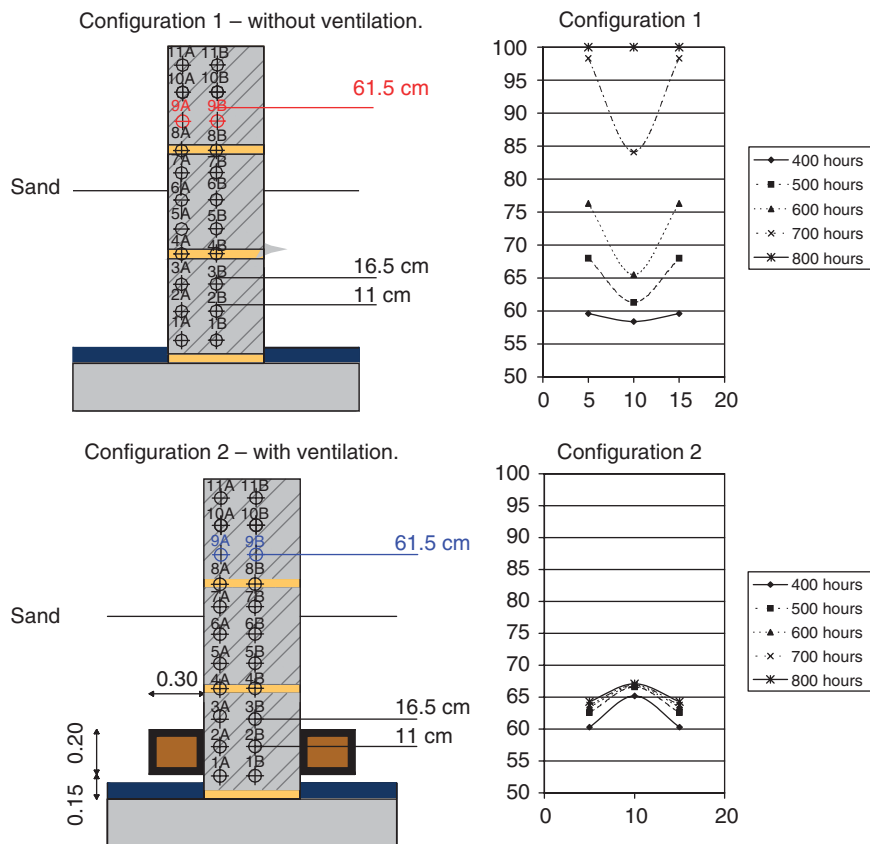 Configuration 1 – without ventilation.
11A 11B
10A 10B
9A 9B
61.5 cm
8A 8B
7A 7B
Sand
6A 6B
5A 5B
4A 4B
3A 3B
16.5 cm
2A 2B
11 cm
1A 1B
Configuration 1
100
95
90
85
80
75
70
65
60
55
50
0 5 10 15 20
400 hours
500 hours
600 hours
700 hours
800 hours
Configuration 2 – with ventilation.
11A 11B
10A 10B
9A 9B
61.5 cm
8A 8B
7A 7B
Sand
6A 6B
5A 5B
0.30
4A 4B
3A 3B
16.5 cm
0.20
2A 2B
11 cm
1A 1B
0.15
Configuration 2
100
95
90
85
80
75
70
65
60
55
50
0 5 10 15 20
400 hours
500 hours
600 hours
700 hours
800 hours